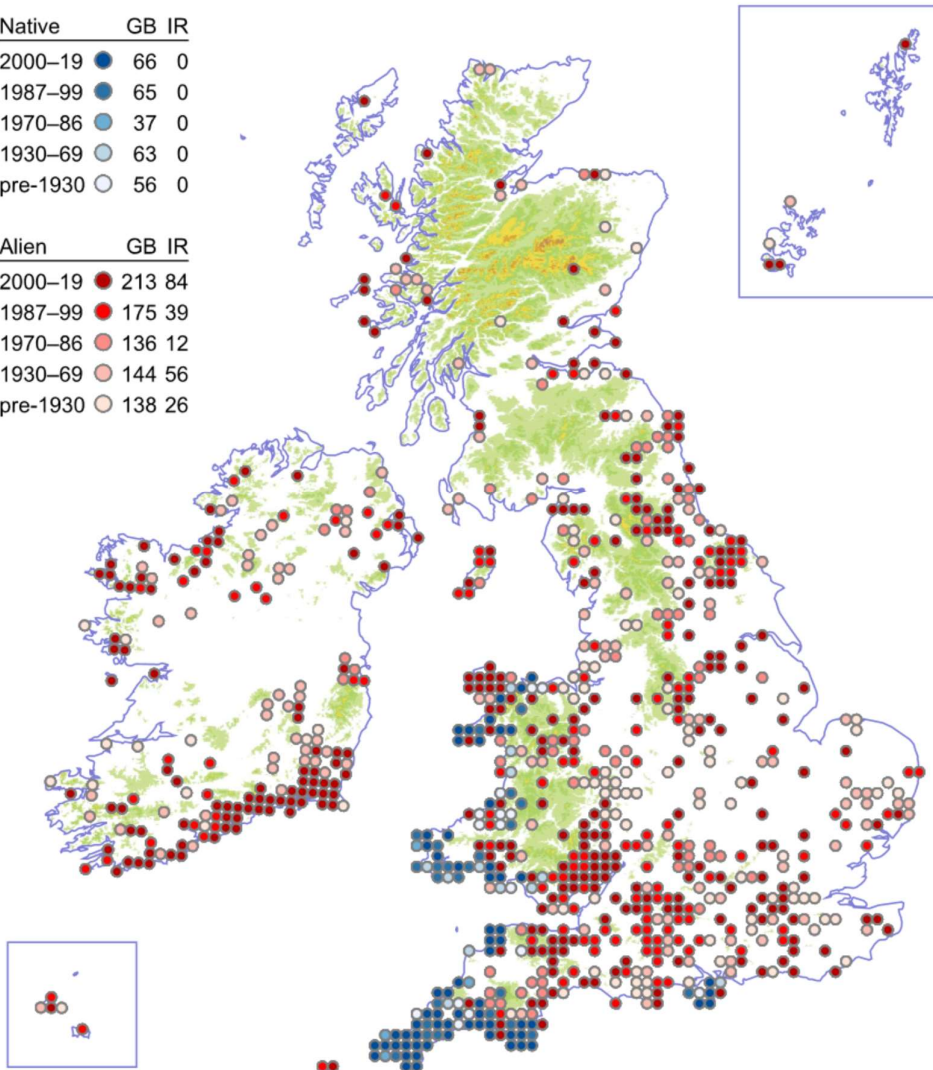 Native GB IR
2000–19 66 0
1987–99 65 0
1970–86 37 0
1930–69 63 0
pre-1930 56 0
Alien GB IR
2000–19 213 84
1987–99 175 39
1970–86 136 12
1930–69 144 56
pre-1930 138 26